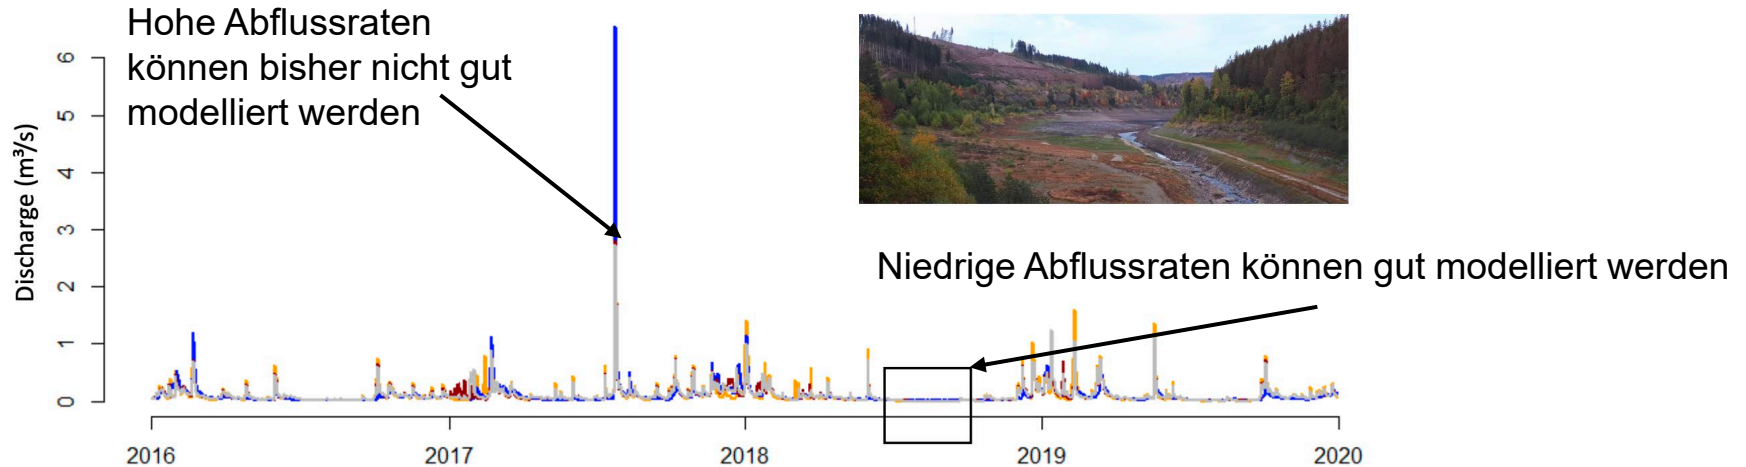 Hohe Abflussraten
können bisher nicht gut
modelliert werden
Niedrige Abflussraten können gut modelliert werden
Discharge (m³/s)
6
5
4
3
2
1
0
2016 2017 2018 2019 2020